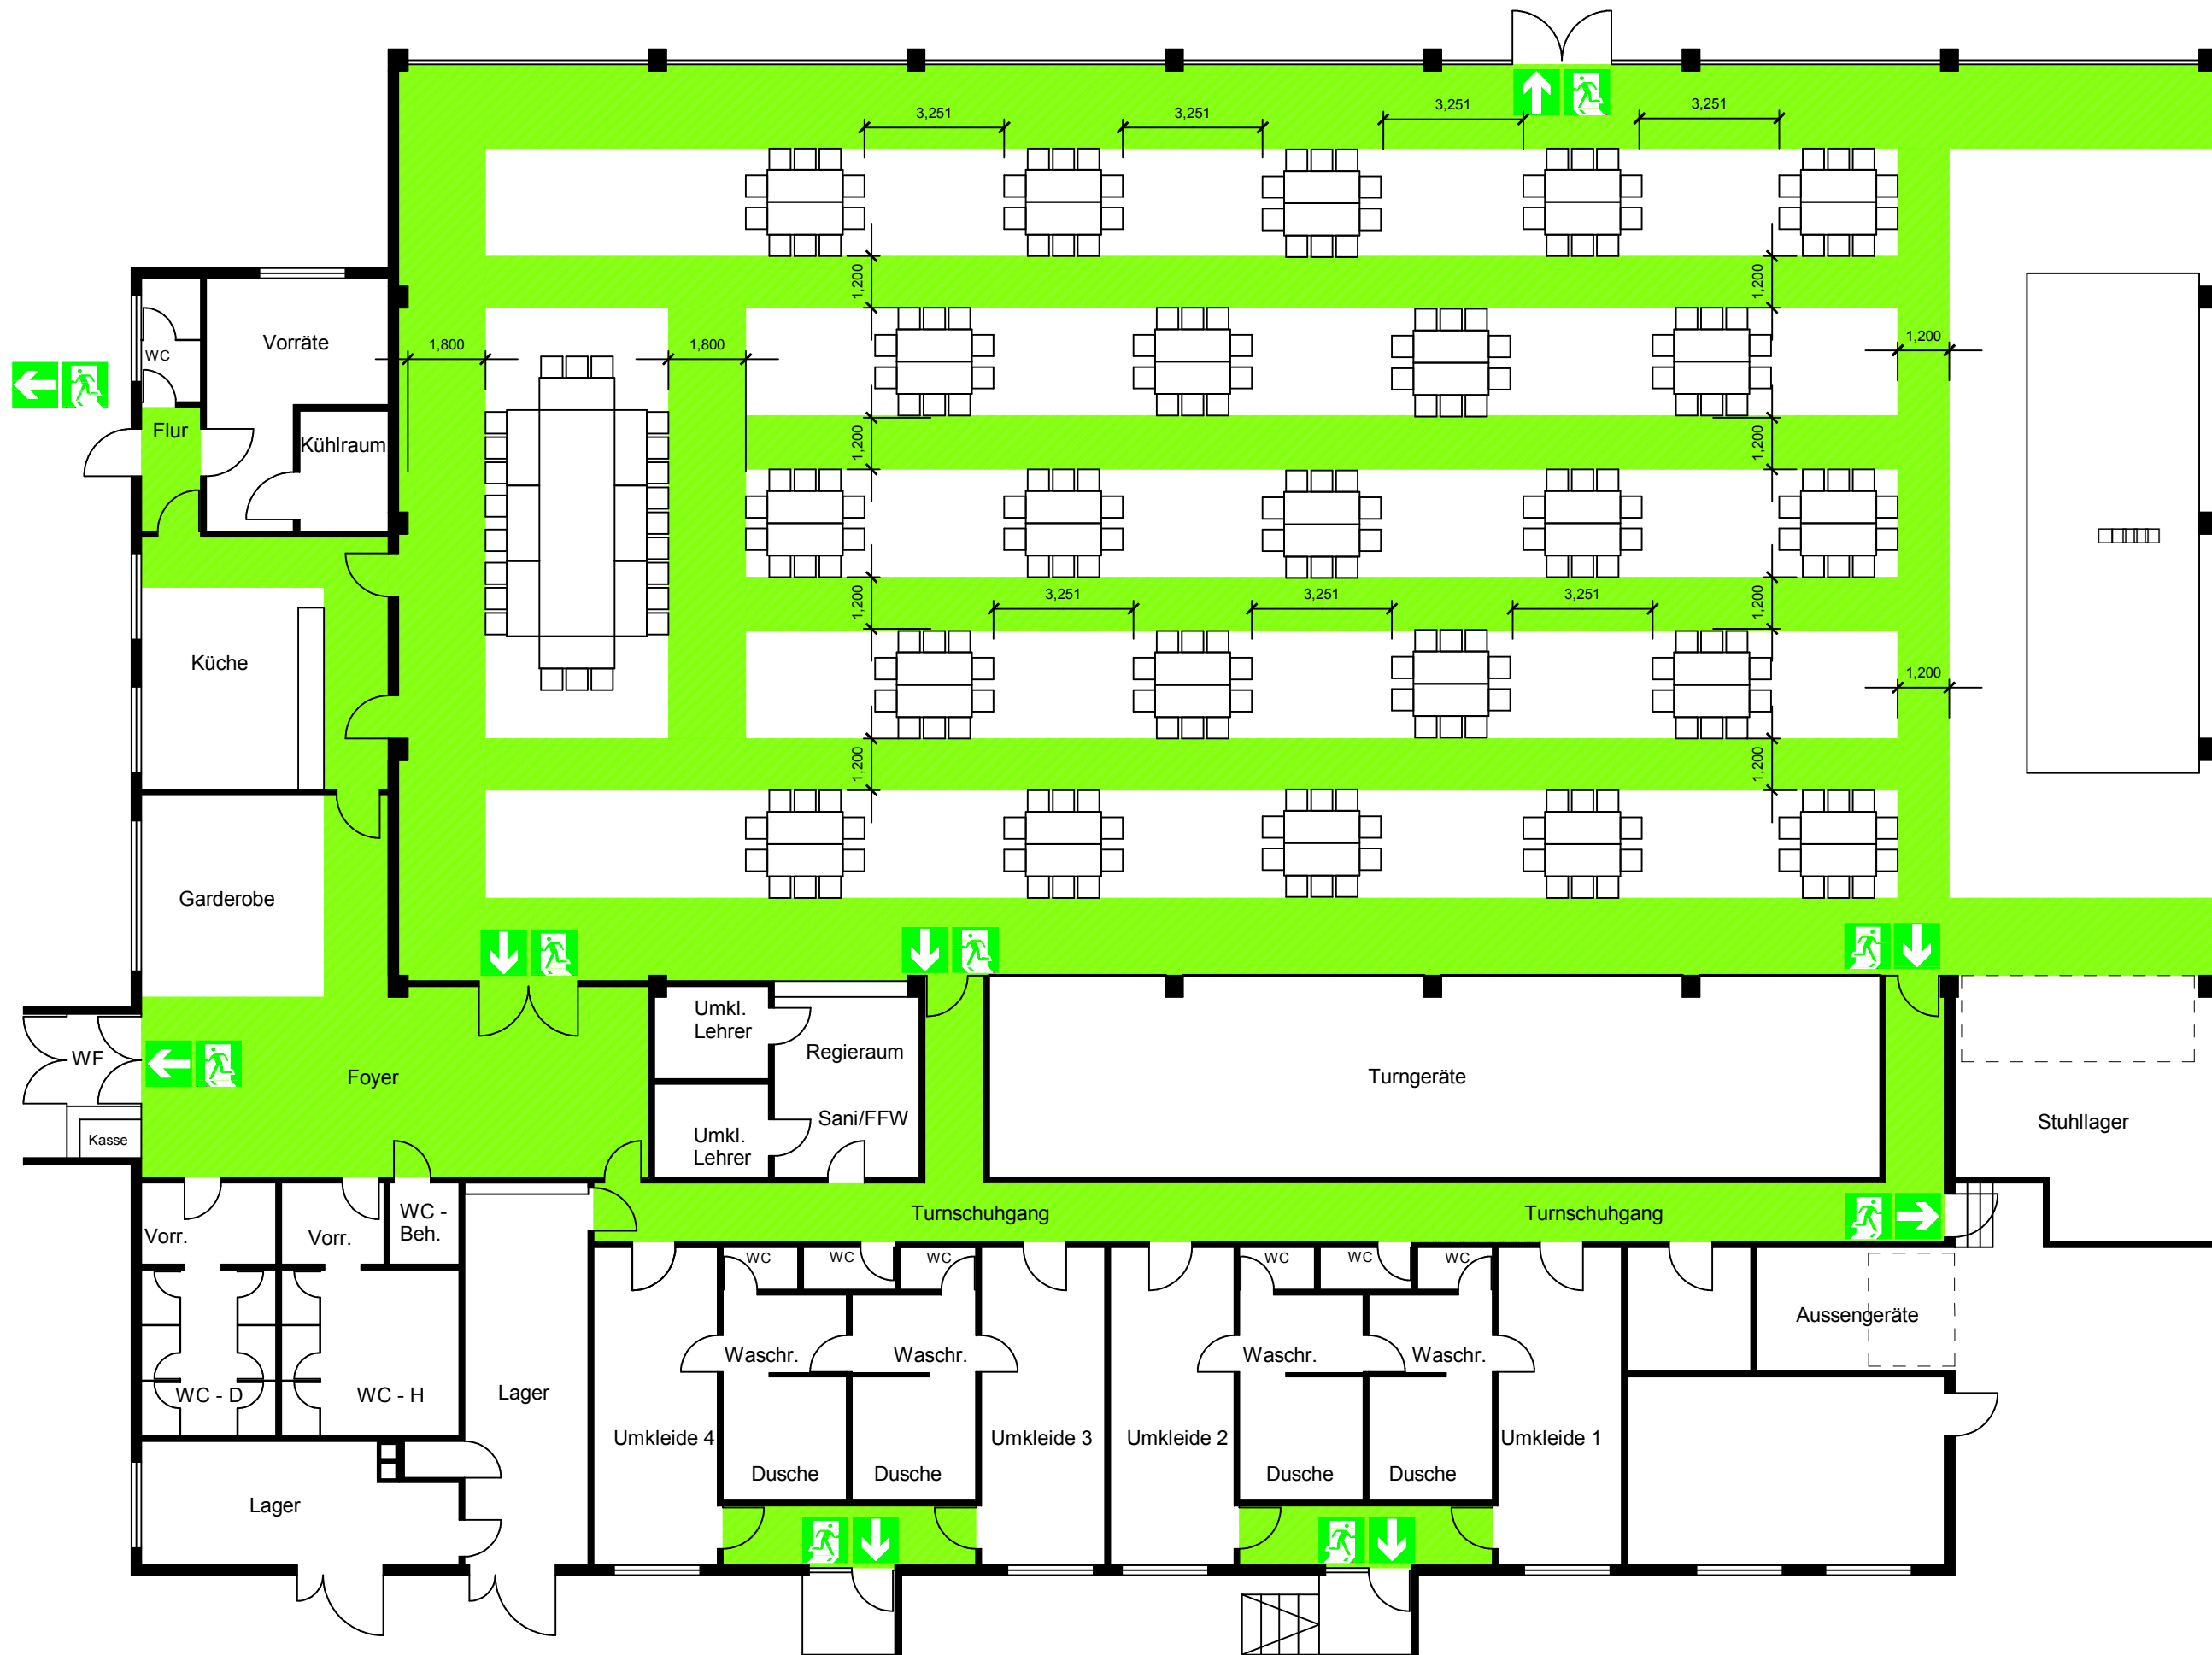 3,251
3,251
3,251
3,251
1,200
1,200
Vorräte
WC
1,800
1,800
1,200
Flur
Kühlraum
1,200
1,200
3,251
3,251
3,251
1,200
1,200
Küche
1,200
1,200
1,200
Garderobe
Umkl.
Lehrer
Regieraum
WF
Foyer
Turngeräte
Sani/FFW
Stuhllager
Kasse
Umkl.
Lehrer
WC -
Beh.
Turnschuhgang
Turnschuhgang
Vorr.
Vorr.
WC
WC
WC
WC
WC
WC
Aussengeräte
Waschr.
Waschr.
Waschr.
Waschr.
WC - D
WC - H
Lager
Umkleide 4
Umkleide 3
Umkleide 2
Umkleide 1
Dusche
Dusche
Dusche
Dusche
Lager